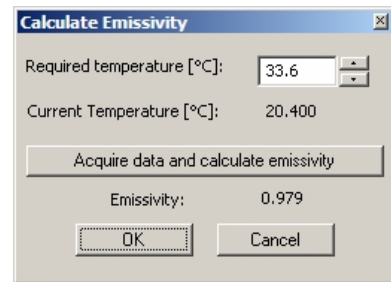 Calculate Emissivity
Required temperature [°C]: 33.6
Current Temperature [°C]: 20.400
Acquire data and calculate emissivity
Emissivity: 0.979
OK Cancel